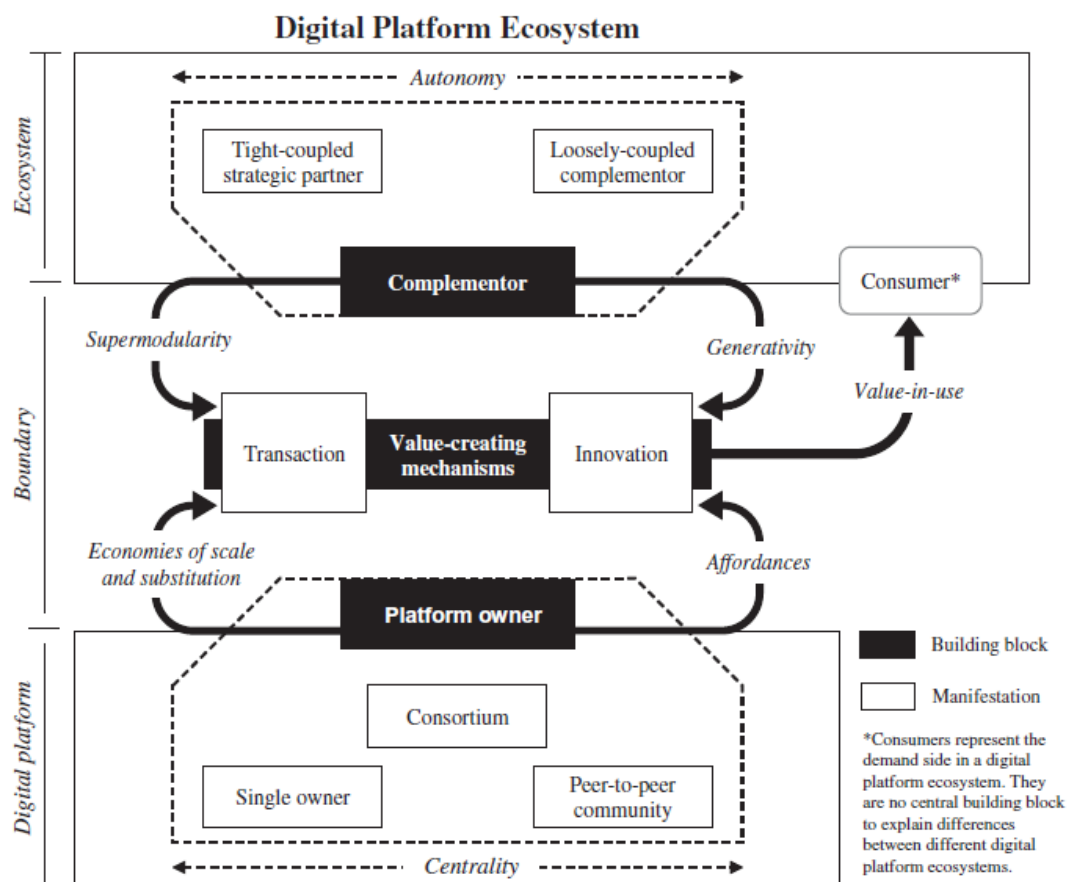 Digital Platform Ecosystem
Ecosystem
Autonomy
Tight-coupled
strategic partner
Loosely-coupled
complementor
Complementor
Consumer*
Boundary
Supermodularity
Generativity
Value-in-use
Transaction
Value-creating
mechanisms
Innovation
Economies of scale
and substitution
Affordances
Platform owner
Digital platform
Consortium
Single owner
Peer-to-peer
community
Centrality
Building block
Manifestation
*Consumers represent the
demand side in a digital
platform ecosystem. They
are no central building block
to explain differences
between different digital
platform ecosystems.